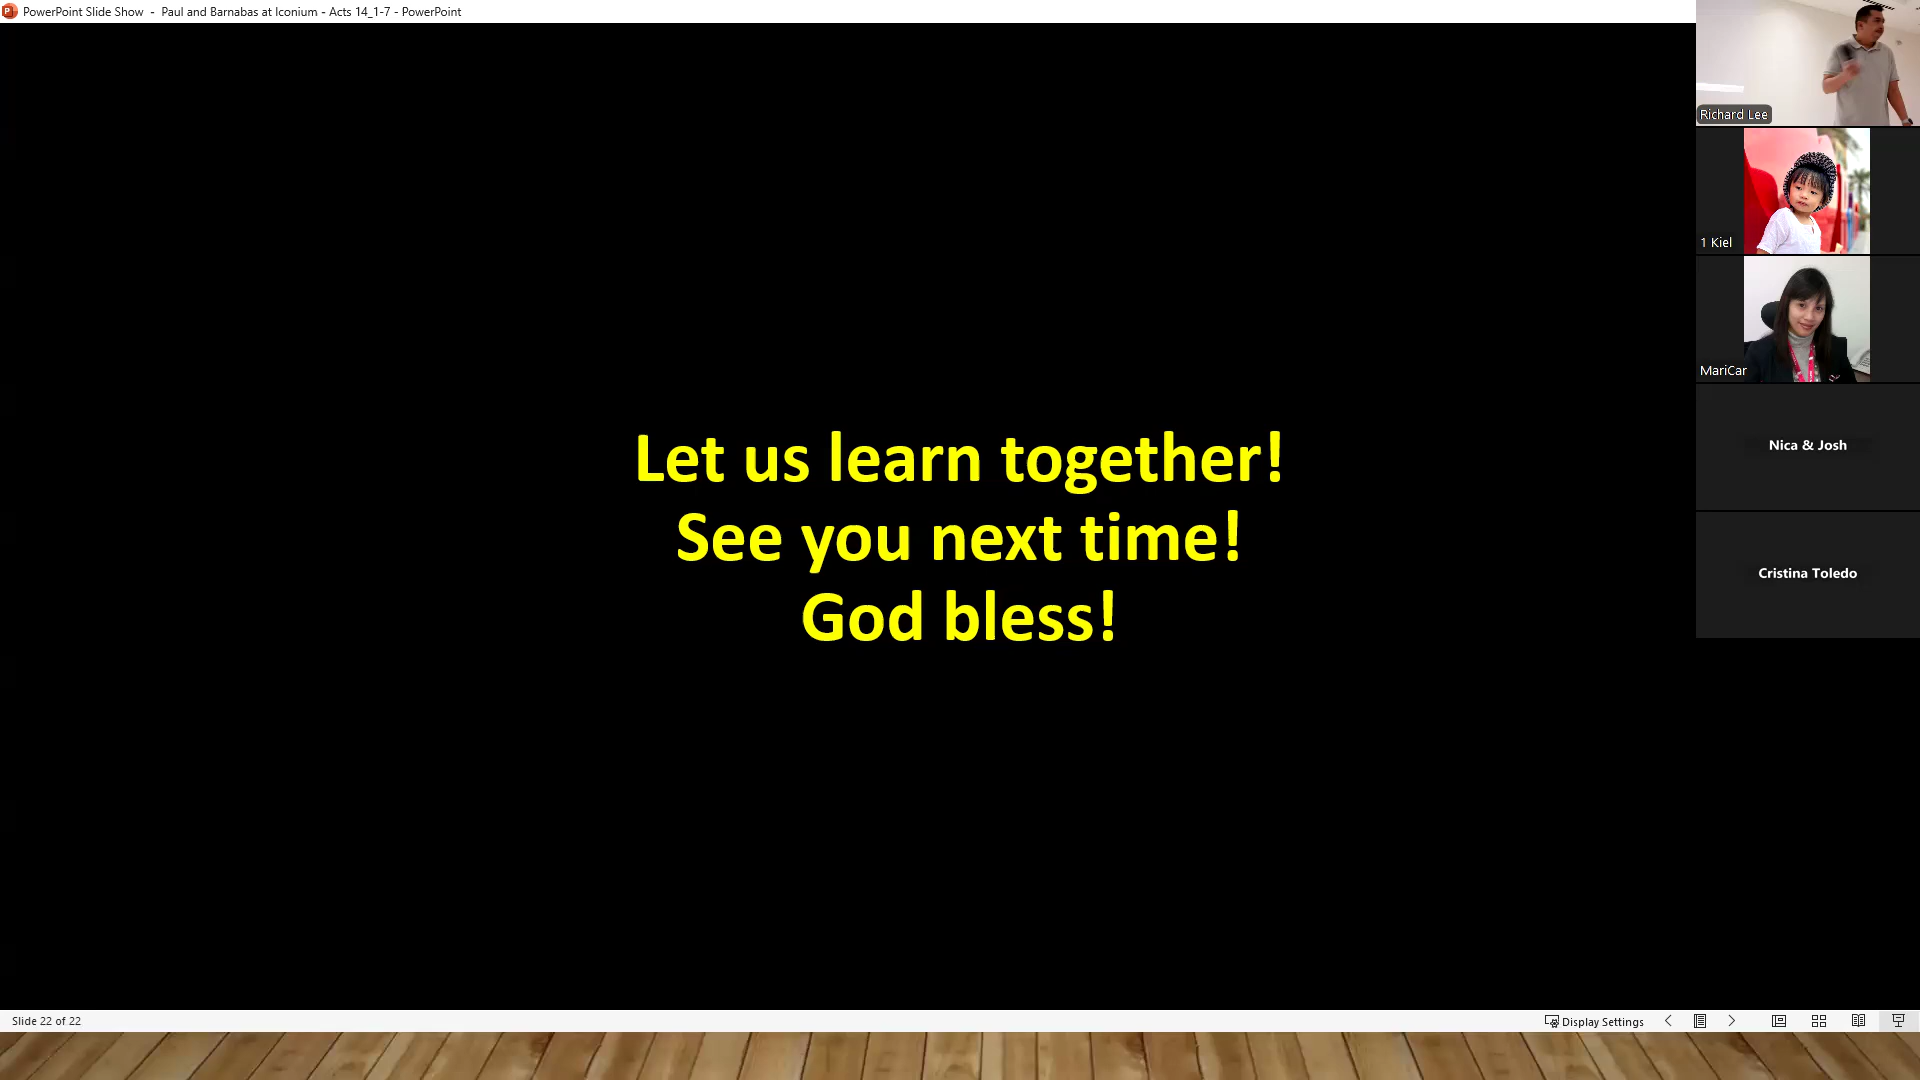 PowerPoint Slide Show - Paul and Barnabas at Iconium - Acts 14_1-7 - PowerPoint
Richard Lee
1 Kiel
MariCar
Nica & Josh
Cristina Toledo
Let us learn together!
See you next time!
God bless!
Slide 22 of 22
Display Settings